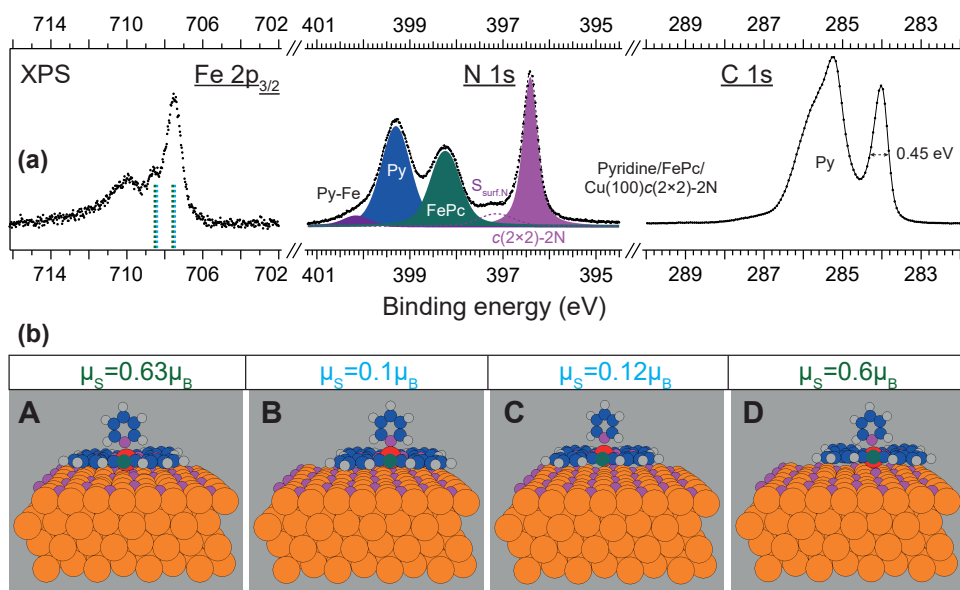 714 710 706 702 401 399 397 395 289 287 285 283
XPS Fe 2p3/2 N 1s C 1s
(a)
Py-Fe Py FePc Ssurf.N c(2×2)-2N
Pyridine/FePc/
Cu(100)c(2×2)-2N
Py 0.45 eV
714 710 706 702 401 399 397 395 289 287 285 283
Binding energy (eV)
(b)
μS=0.63μB μS=0.1μB μS=0.12μB μS=0.6μB
A B C D